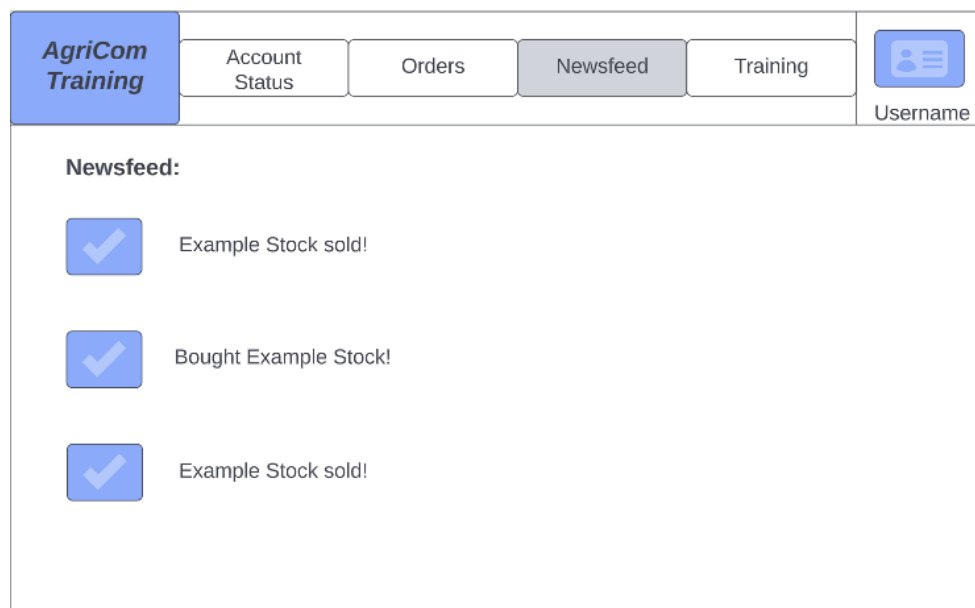 AgriCom
Training
Account
Status
Orders
Newsfeed
Training
Username
Newsfeed:
Example Stock sold!
Bought Example Stock!
Example Stock sold!